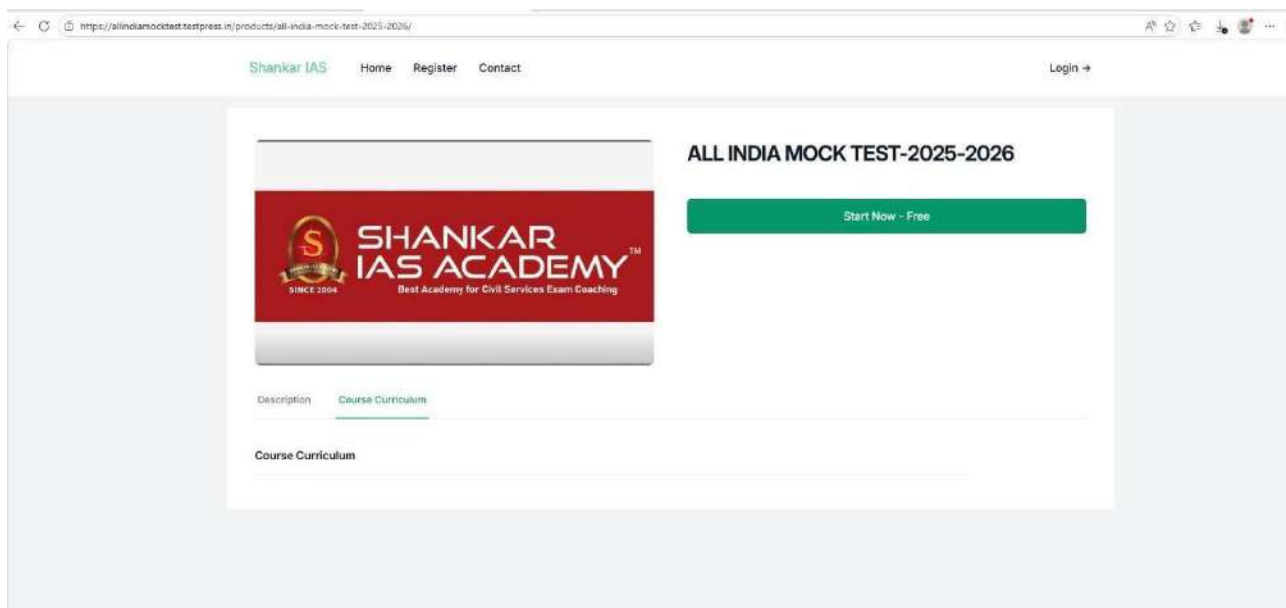 https://allindiamocktest.testpress.in/products/all-india-mock-test-2025-2026/
Shankar IAS Home Register Contact Login →
ALL INDIA MOCK TEST-2025-2026
Start Now - Free
S
SHANKAR
IAS ACADEMY™
SINCE 2004 Best Academy for Civil Services Exam Coaching
Description Course Curriculum
Course Curriculum